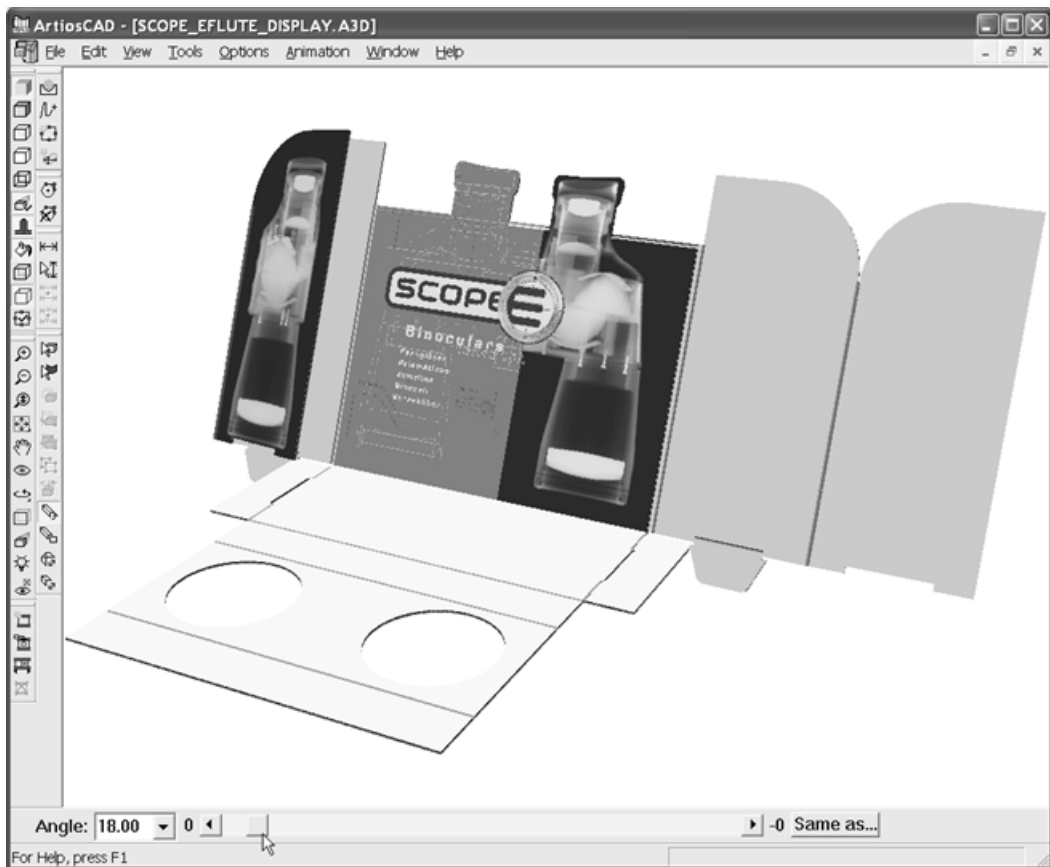 ArtiosCAD - [SCOPE_EFLUTE_DISPLAY.A3D]
File Edit View Tools Options Animation Window Help
SCOPE
Binoculars
Angle: 18.00 0 -0 Same as...
For Help, press F1